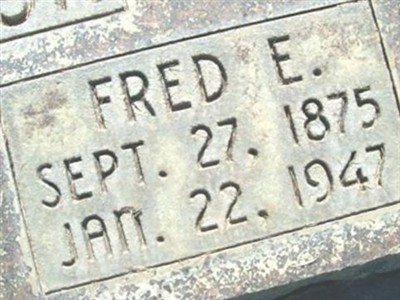 FRED E.
SEPT. 27. 1875
JAN. 22. 1947